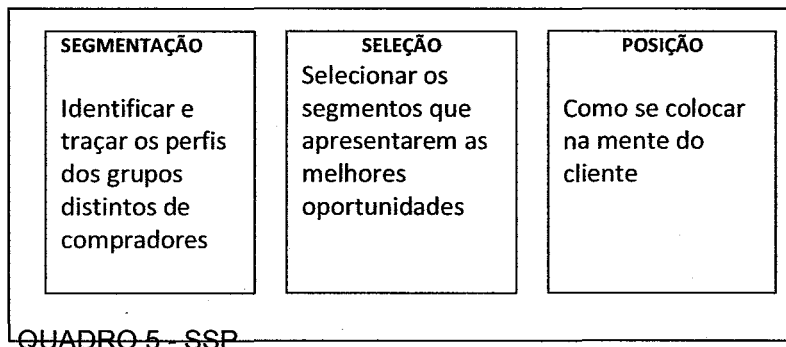 SEGMENTAÇÃO
Identificar e
traçar os perfis
dos grupos
distintos de
compradores
SELEÇÃO
Selecionar os
segmentos que
apresentarem as
melhores
oportunidades
POSIÇÃO
Como se colocar
na mente do
cliente
QUADRO 5 - SSP